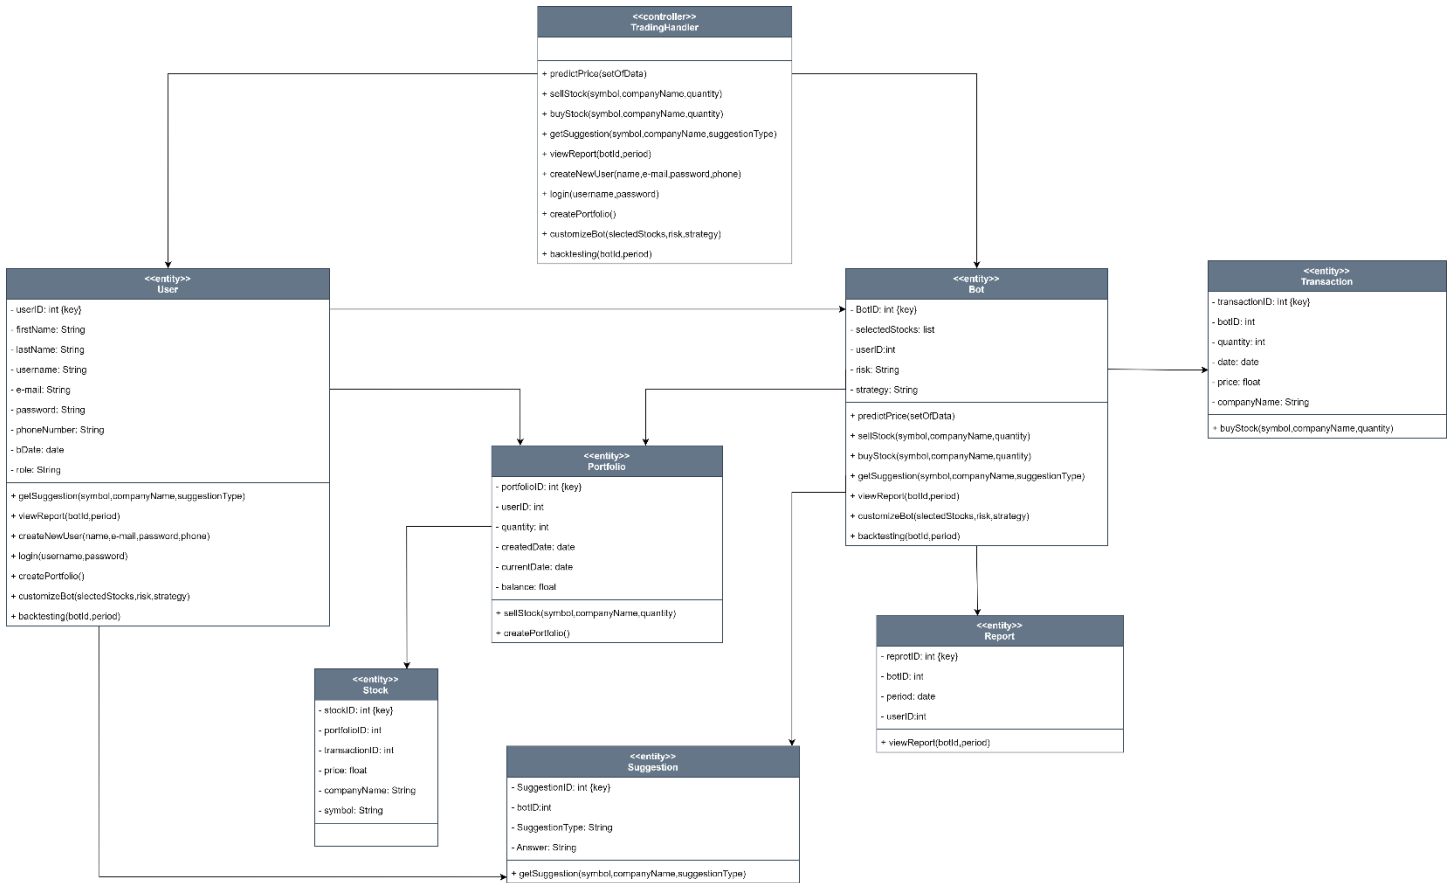 <<controller>>
TradingHandler
+ predictPrice(setOfData)
+ sellStock(symbol,companyName,quantity)
+ buyStock(symbol,companyName,quantity)
+ getSuggestion(symbol,companyName,suggestionType)
+ viewReport(botId,period)
+ createNewUser(name,e-mail,password,phone)
+ login(username,password)
+ createPortfolio()
+ customizeBot(slectedStocks,risk,strategy)
+ backtesting(botId,period)
<<entity>>
User
- userID: int {key}
- firstName: String
- lastName: String
- username: String
- e-mail: String
- password: String
- phoneNumber: String
- bDate: date
- role: String
+ getSuggestion(symbol,companyName,suggestionType)
+ viewReport(botId,period)
+ createNewUser(name,e-mail,password,phone)
+ login(username,password)
+ createPortfolio()
+ customizeBot(slectedStocks,risk,strategy)
+ backtesting(botId,period)
<<entity>>
Bot
- BotID: int {key}
- selectedStocks: list
- userID:int
- risk: String
- strategy: String
+ predictPrice(setOfData)
+ sellStock(symbol,companyName,quantity)
+ buyStock(symbol,companyName,quantity)
+ getSuggestion(symbol,companyName,suggestionType)
+ viewReport(botId,period)
+ customizeBot(slectedStocks,risk,strategy)
+ backtesting(botId,period)
<<entity>>
Transaction
- transactionID: int {key}
- botID: int
- quantity: int
- date: date
- price: float
- companyName: String
+ buyStock(symbol,companyName,quantity)
<<entity>>
Portfolio
- portfolioID: int {key}
- userID: int
- quantity: int
- createdDate: date
- currentDate: date
- balance: float
+ sellStock(symbol,companyName,quantity)
+ createPortfolio()
<<entity>>
Report
- reprotID: int {key}
- botID: int
- period: date
- userID:int
+ viewReport(botId,period)
<<entity>>
Stock
- stockID: int {key}
- portfolioID: int
- transactionID: int
- price: float
- companyName: String
- symbol: String
<<entity>>
Suggestion
- SuggestionID: int {key}
- botID:int
- SuggestionType: String
- Answer: String
+ getSuggestion(symbol,companyName,suggestionType)